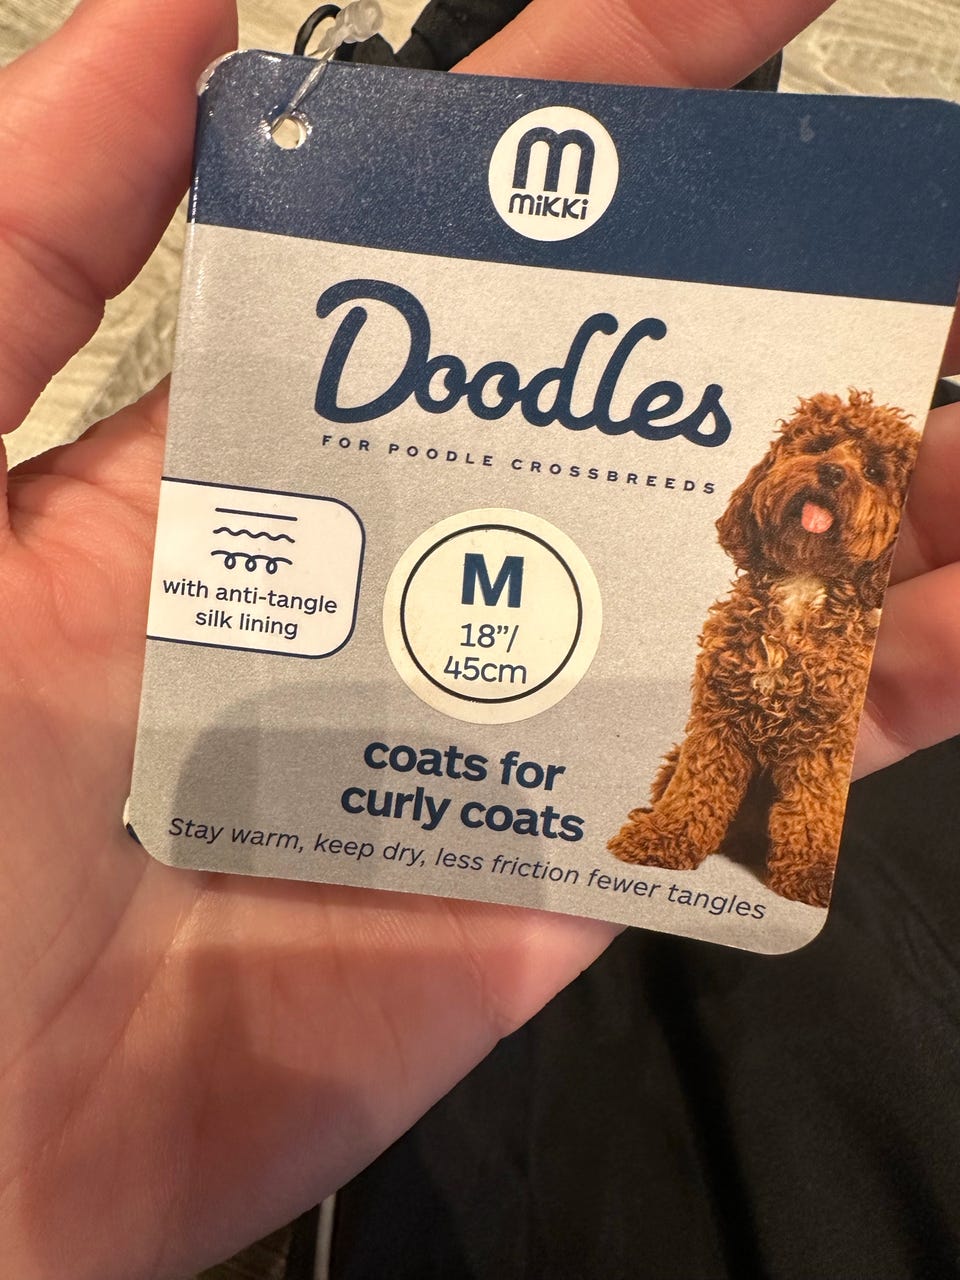 mikki
Doodles
FOR POODLE CROSSBREEDS
with anti-tangle
silk lining
M
18”/
45cm
coats for
curly coats
Stay warm, keep dry, less friction fewer tangles